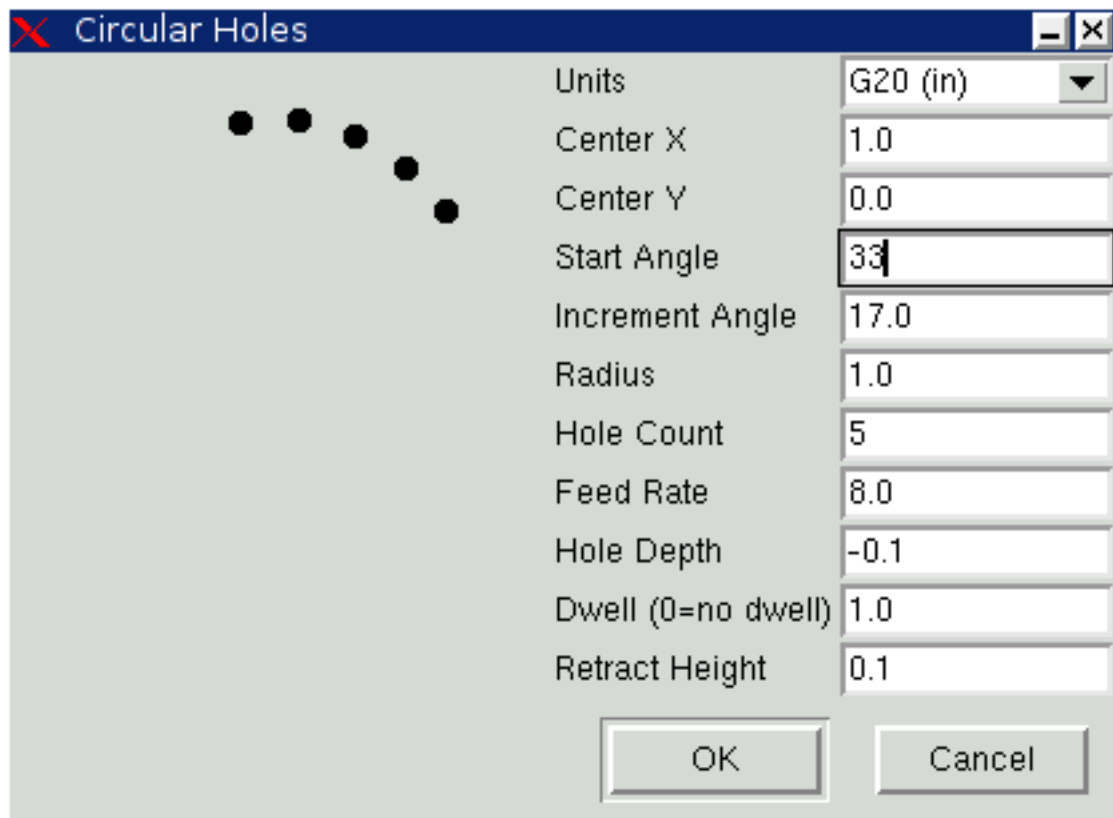 Circular Holes
Units G20 (in)
Center X 1.0
Center Y 0.0
Start Angle 33
Increment Angle 17.0
Radius 1.0
Hole Count 5
Feed Rate 8.0
Hole Depth -0.1
Dwell (0=no dwell) 1.0
Retract Height 0.1
OK Cancel